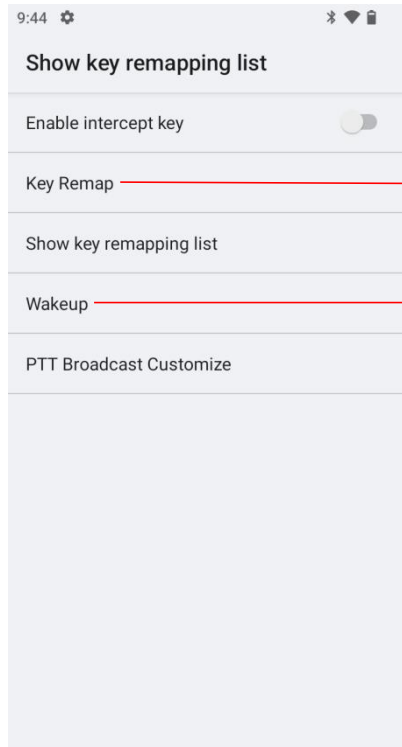 9:44
Show key remapping list
Enable intercept key
Key Remap
Show key remapping list
Wakeup
PTT Broadcast Customize